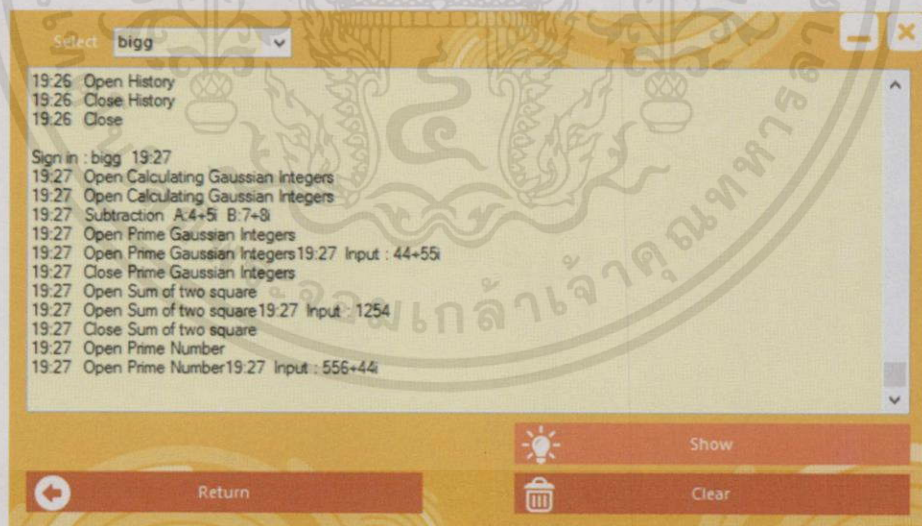 Select bigg
19:26 Open History
19:26 Close History
19:26 Close
Sign in : bigg 19:27
19:27 Open Calculating Gaussian Integers
19:27 Open Calculating Gaussian Integers
19:27 Subtraction A:4+5i B:7+8i
19:27 Open Prime Gaussian Integers
19:27 Open Prime Gaussian Integers19:27 Input : 44+55i
19:27 Close Prime Gaussian Integers
19:27 Open Sum of two square
19:27 Open Sum of two square19:27 Input : 1254
19:27 Close Sum of two square
19:27 Open Prime Number
19:27 Open Prime Number19:27 Input : 556+44i
Show
Return
Clear